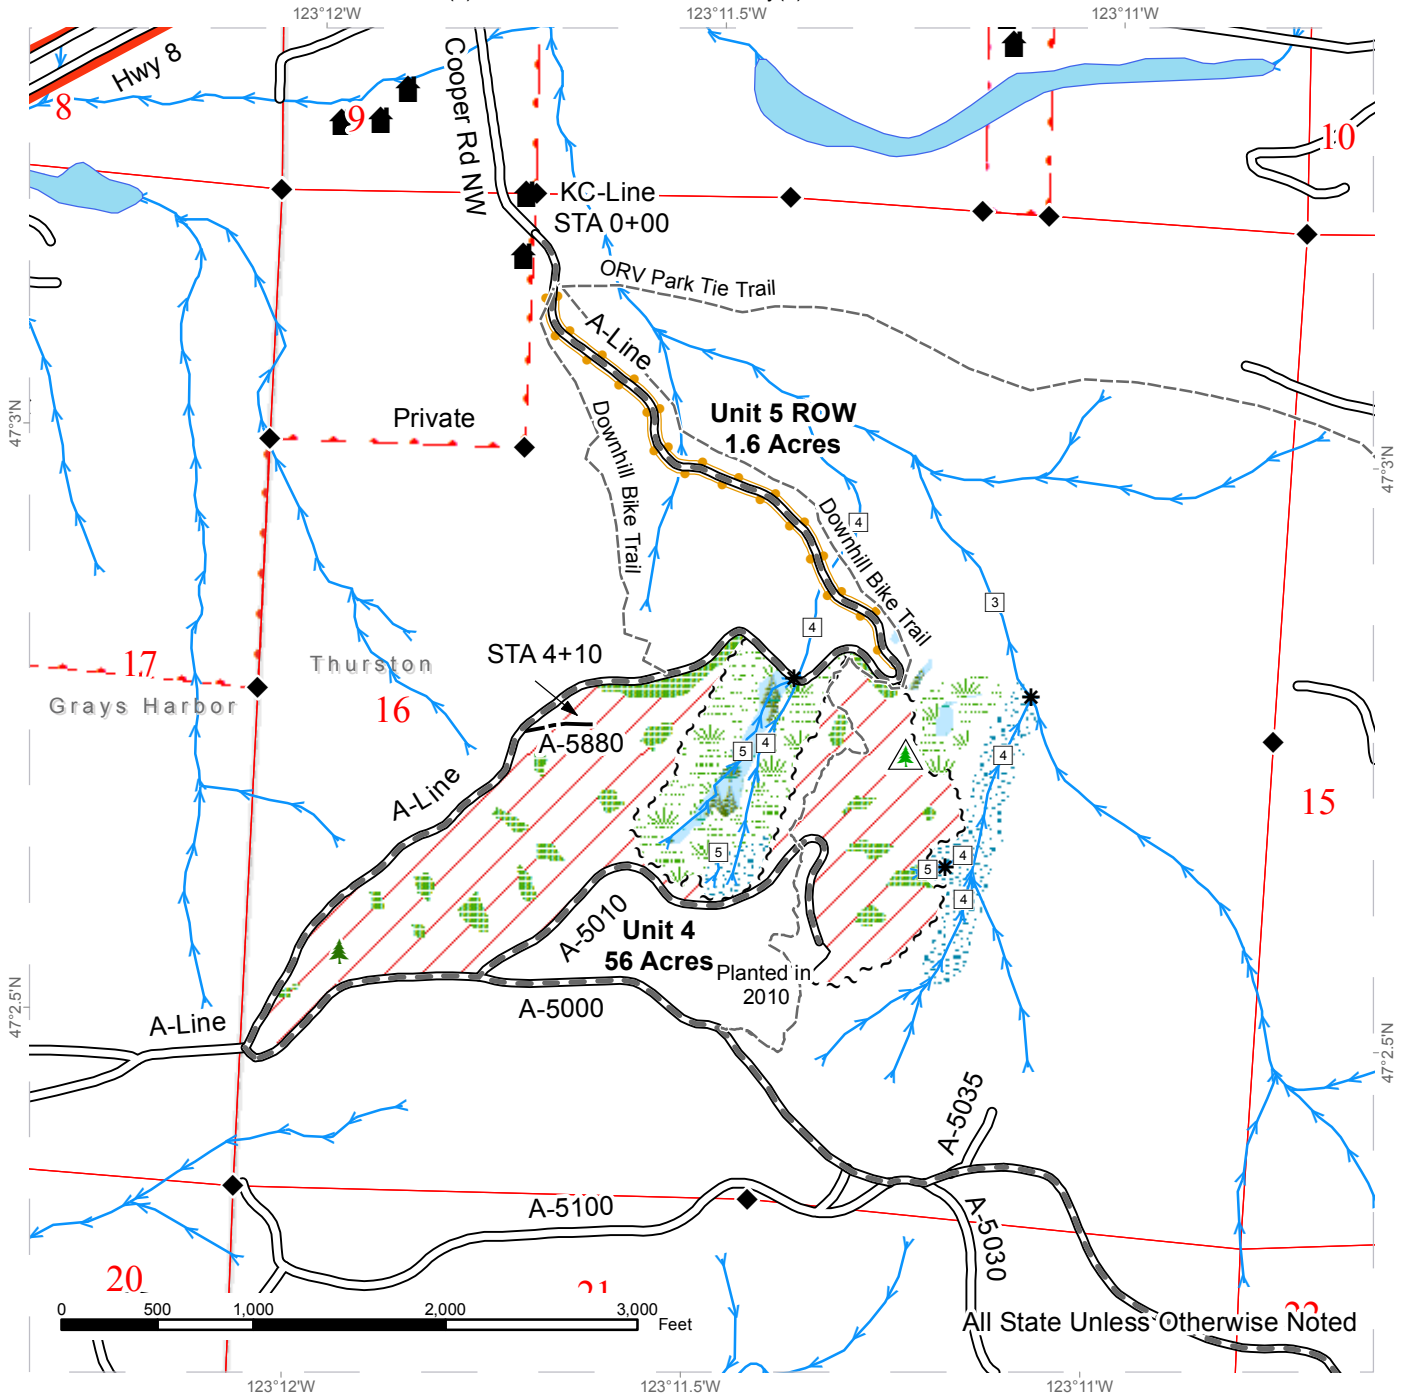 123°12'W
123°11.5'W
123°11'W
Hwy 8
8
9
10
Cooper Rd NW
KC-Line
STA 0+00
ORV Park Tie Trail
A-Line
47°3'N
Private
Unit 5 ROW
1.6 Acres
47°3'N
Downhill Bike Trail
Downhill Bike Trail
4
3
4
17
Thurston
STA 4+10
Grays Harbor
16
A-5880
5
4
4
A-Line
15
5
4
5
4
A-5010
Unit 4
56 Acres
Planted in
2010
47°2.5'N
A-Line
A-5000
47°2.5'N
A-5035
A-5100
A-5030
20
21
22
0
500
1,000
2,000
3,000
Feet
All State Unless Otherwise Noted
123°12'W
123°11.5'W
123°11'W